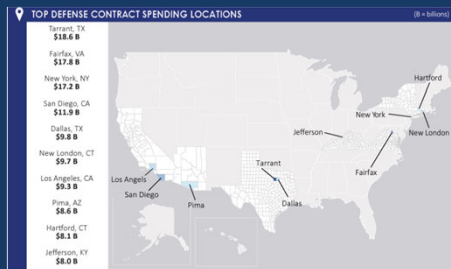 TOP DEFENSE CONTRACT SPENDING LOCATIONS
(B = billions)
Tarrant, TX
$18.6 B
Fairfax, VA
$17.8 B
New York, NY
$17.2 B
San Diego, CA
$11.9 B
Dallas, TX
$9.8 B
New London, CT
$9.7 B
Los Angeles, CA
$9.3 B
Pima, AZ
$8.6 B
Hartford, CT
$8.1 B
Jefferson, KY
$8.0 B
Hartford
New York
New London
Jefferson
Fairfax
Tarrant
Los Angels
San Diego
Pima
Dallas